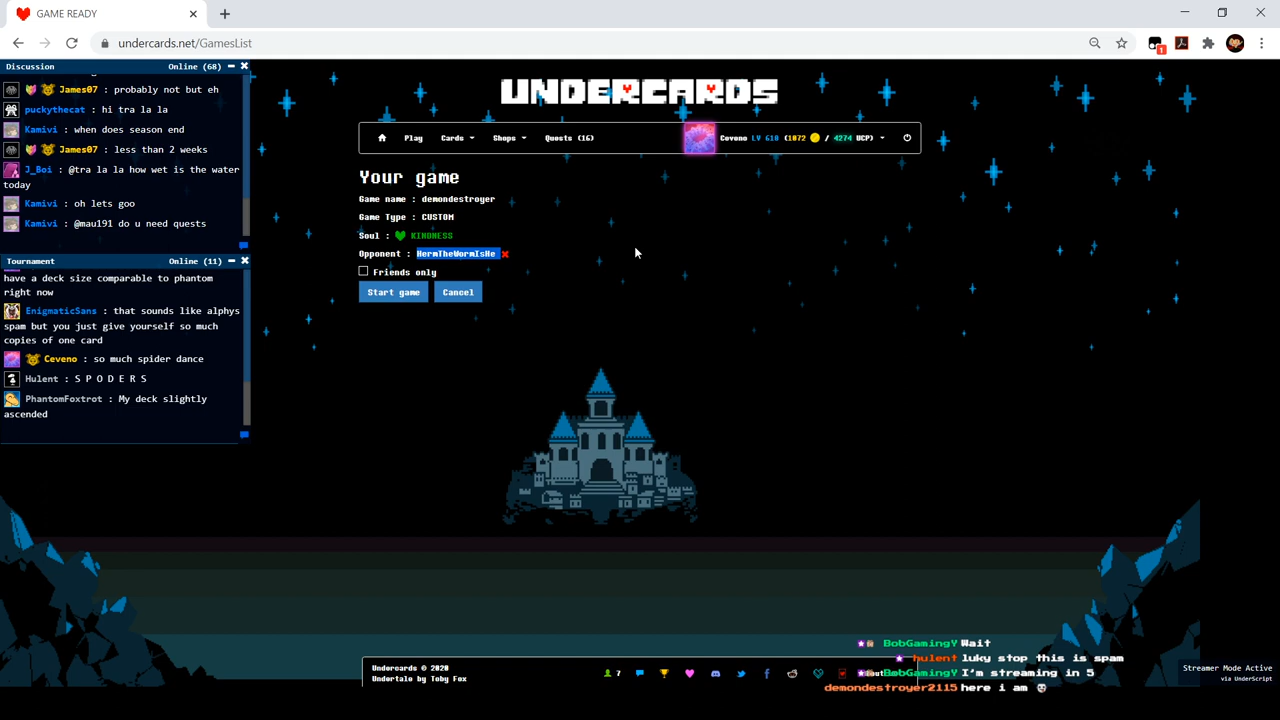 GAME READY
undercards.net/GamesList
1
Discussion Online (68)
James07 : probably not but eh
puckythecat : hi tra la la
Kamivi : when does season end
James07 : less than 2 weeks
J_Boi : @tra la la how wet is the water
today
Kamivi : oh lets goo
Kamivi : @mau191 do u need quests
Tournament Online (11)
have a deck size comparable to phantom
right now
EnigmaticSans : that sounds like alphys
spam but you just give yourself so much
copies of one card
Ceveno : so much spider dance
Hulent : S P O D E R S
PhantomFoxtrot : My deck slightly
ascended
UNDERCARDS
Play Cards Shops Quests (16) Ceveno LV 610 (1072 / 4274 UCP)
Your game
Game name : demondestroyer
Game Type : CUSTOM
Soul : KINDNESS
Opponent : HermTheWormIsHe
Friends only
Start game Cancel
Undercards © 2020
Undertale by Toby Fox
7
BobGamingY Wait
hulent luky stop this is spam
BobGamingY I'm streaming in 5
demondestroyer2115 here i am
Streamer Mode Active
via UnderScript